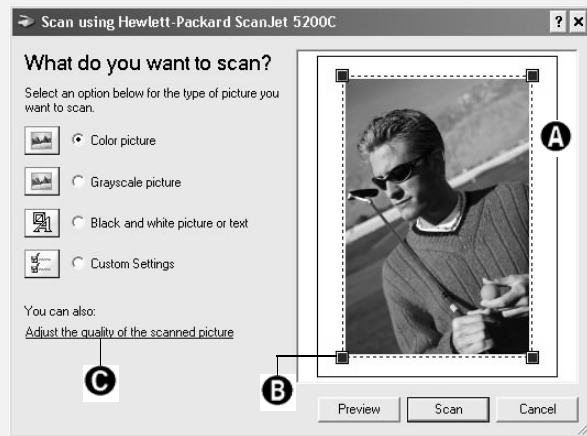 Scan using Hewlett-Packard ScanJet 5200C
? ×
What do you want to scan?
Select an option below for the type of picture you
want to scan.
Color picture
Grayscale picture
Black and white picture or text
Custom Settings
You can also:
Adjust the quality of the scanned picture
A
B
C
Preview Scan Cancel